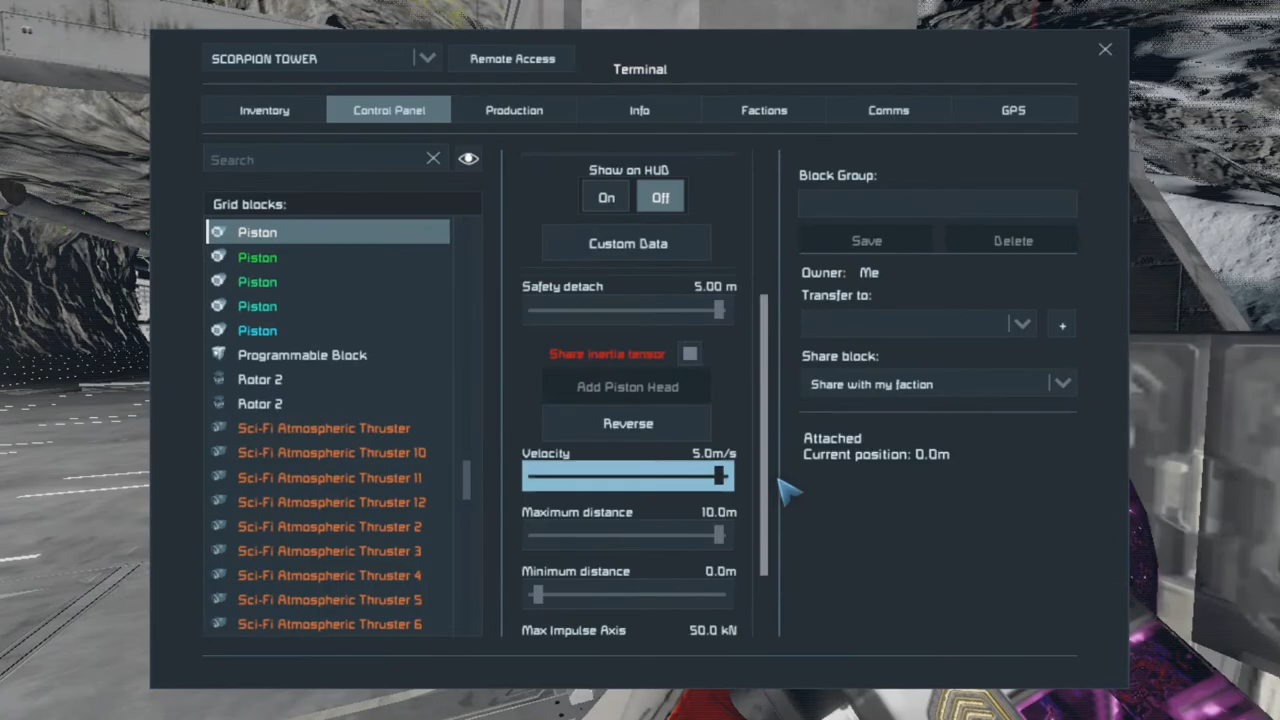 SCORPION TOWER
Remote Access
Terminal
Inventory
Control Panel
Production
Info
Factions
Comms
GPS
Search
Grid blocks:
Piston
Piston
Piston
Piston
Piston
Programmable Block
Rotor 2
Rotor 2
Sci-Fi Atmospheric Thruster
Sci-Fi Atmospheric Thruster 10
Sci-Fi Atmospheric Thruster 11
Sci-Fi Atmospheric Thruster 12
Sci-Fi Atmospheric Thruster 2
Sci-Fi Atmospheric Thruster 3
Sci-Fi Atmospheric Thruster 4
Sci-Fi Atmospheric Thruster 5
Sci-Fi Atmospheric Thruster 6
Show on HUD
On Off
Custom Data
Safety detach 5.00 m
Share inertia tensor
Add Piston Head
Reverse
Velocity 5.0m/s
Maximum distance 10.0m
Minimum distance 0.0m
Max Impulse Axis 50.0 kN
Block Group:
Save Delete
Owner: Me
Transfer to:
+
Share block:
Share with my faction
Attached
Current position: 0.0m